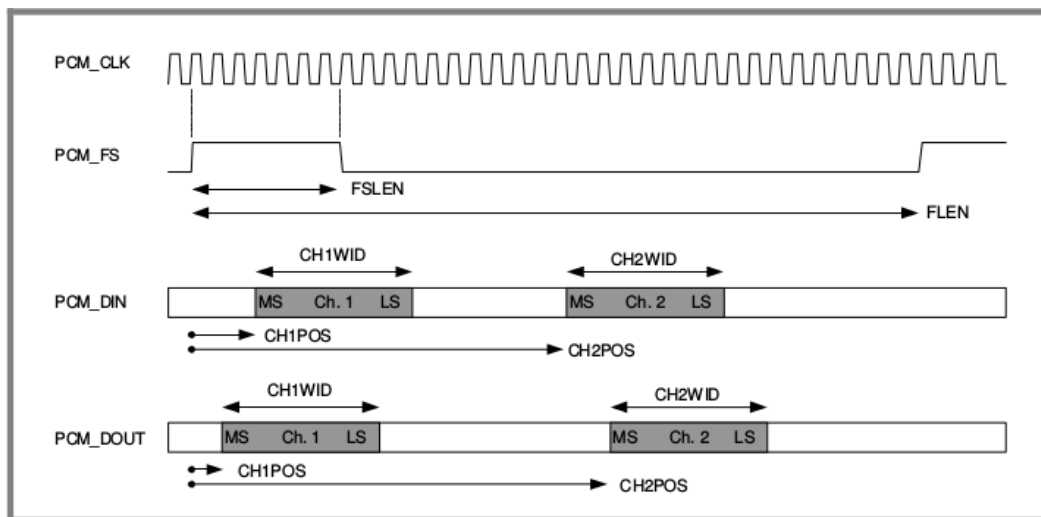 PCM_CLK
PCM_FS
FSLEN
FLEN
CH1WID CH2WID
PCM_DIN MS Ch. 1 LS MS Ch. 2 LS
CH1POS
CH2POS
CH1WID CH2WID
PCM_DOUT MS Ch. 1 LS MS Ch. 2 LS
CH1POS
CH2POS